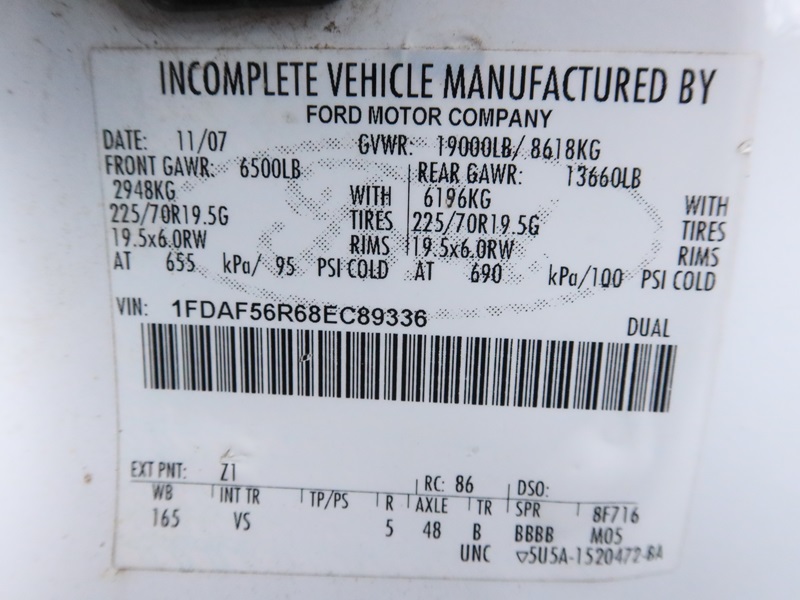 INCOMPLETE VEHICLE MANUFACTURED BY
FORD MOTOR COMPANY
DATE: 11/07 GVWR: 19000LB/ 8618KG
FRONT GAWR: 6500LB REAR GAWR: 13660LB
2948KG WITH 6196KG WITH
225/70R19.5G TIRES 225/70R19.5G TIRES
19.5x6.0RW RIMS 19.5x6.0RW RIMS
AT 655 kPa/ 95 PSI COLD AT 690 kPa/100 PSI COLD
VIN: 1FDAF56R68EC89336 DUAL
EXT PNT: Z1 RC: 86 DSO:
WB INT TR TP/PS R AXLE TR SPR 8F716
165 VS 5 48 B BBBB M05
UNC ▽5U5A-1520472-BA